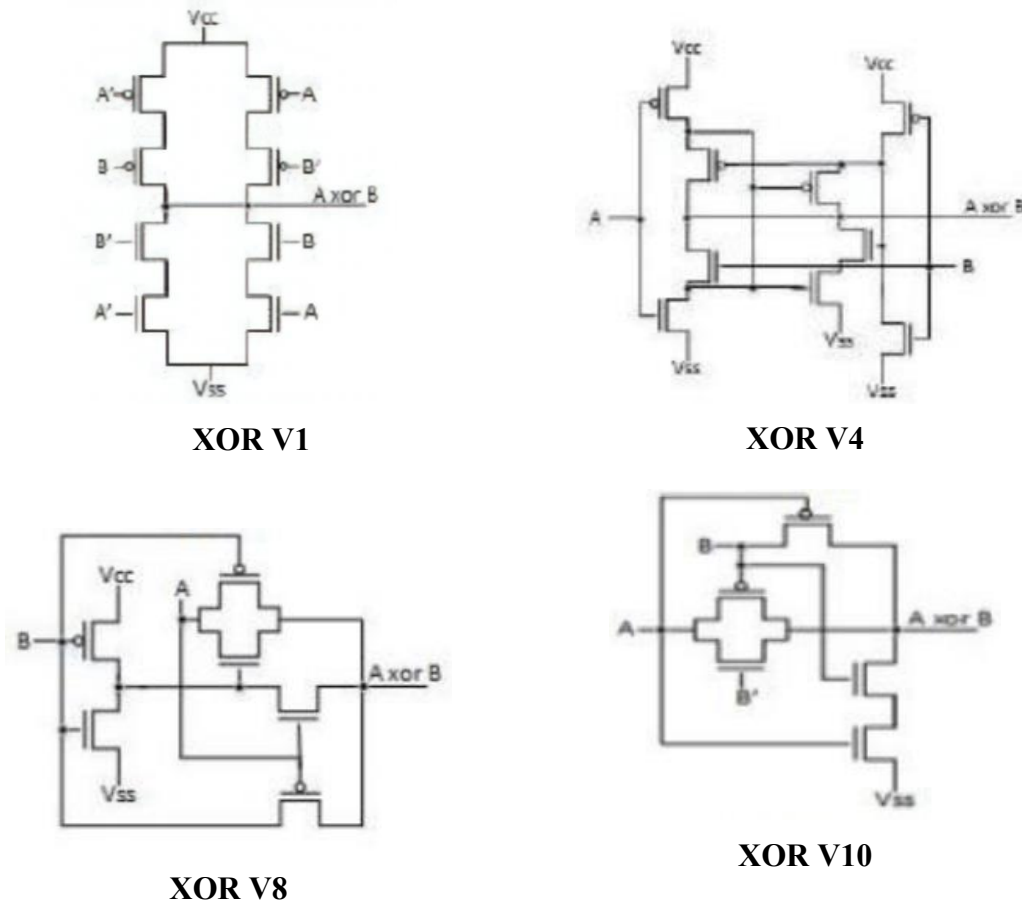 Vcc
A'
A
B
B'
A xor B
B'
B
A'
A
Vss
XOR V1
Vcc
Vcc
A
A xor B
B
Vss
Vss
Vss
XOR V4
Vcc
A
B
A xor B
Vss
XOR V8
B
A
A xor B
B'
Vss
XOR V10